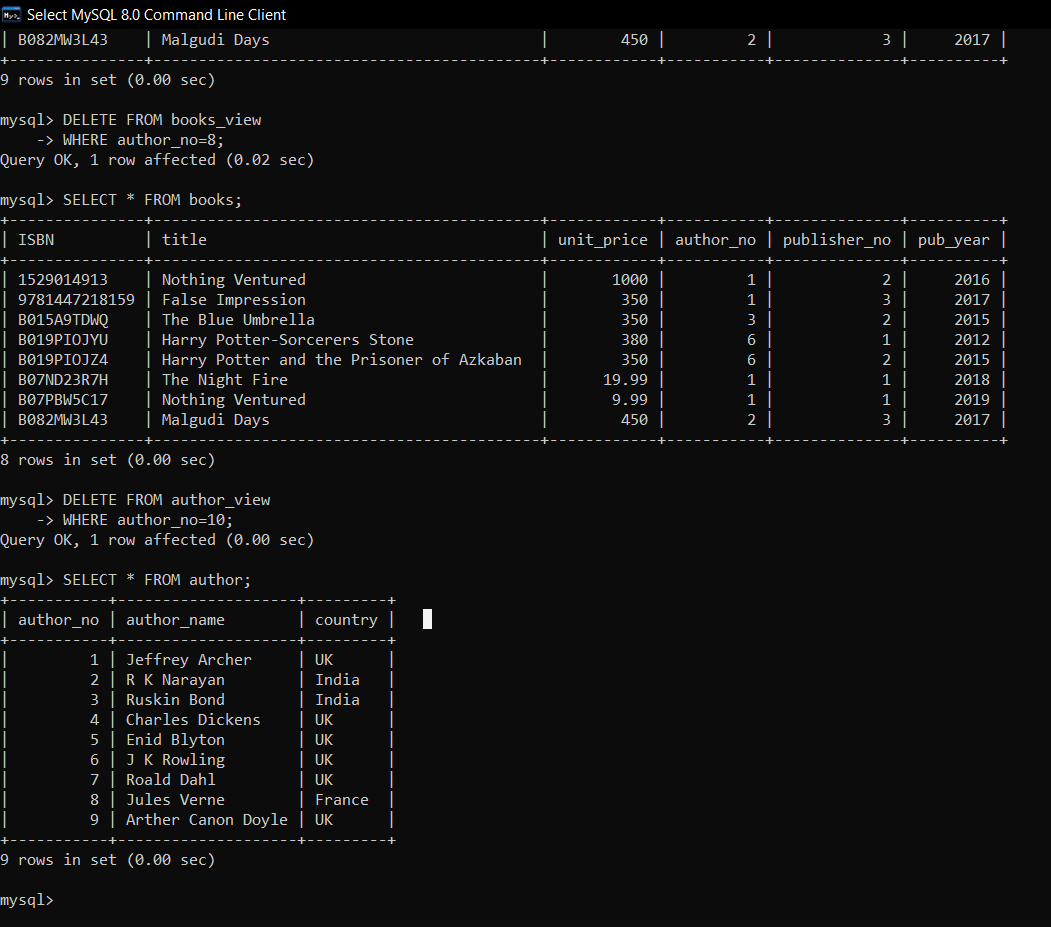 Select MySQL 8.0 Command Line Client
| B082MW3L43    | Malgudi Days                              |         450 |         2 |            3 |     2017 |
+---------------+-------------------------------------------+------------+-----------+--------------+----------+
9 rows in set (0.00 sec)
mysql> DELETE FROM books_view
    -> WHERE author_no=8;
Query OK, 1 row affected (0.02 sec)
mysql> SELECT * FROM books;
+---------------+-------------------------------------------+------------+-----------+--------------+----------+
| ISBN          | title                                     | unit_price | author_no | publisher_no | pub_year |
+---------------+-------------------------------------------+------------+-----------+--------------+----------+
| 1529014913    | Nothing Ventured                          |       1000 |         1 |            2 |     2016 |
| 9781447218159 | False Impression                          |        350 |         1 |            3 |     2017 |
| B015A9TDWQ    | The Blue Umbrella                         |        350 |         3 |            2 |     2015 |
| B019PIOJYU    | Harry Potter-Sorcerers Stone              |        380 |         6 |            1 |     2012 |
| B019PIOJZ4    | Harry Potter and the Prisoner of Azkaban  |        350 |         6 |            2 |     2015 |
| B07ND23R7H    | The Night Fire                            |      19.99 |         1 |            1 |     2018 |
| B07PBW5C17    | Nothing Ventured                          |       9.99 |         1 |            1 |     2019 |
| B082MW3L43    | Malgudi Days                              |        450 |         2 |            3 |     2017 |
+---------------+-------------------------------------------+------------+-----------+--------------+----------+
8 rows in set (0.00 sec)
mysql> DELETE FROM author_view
    -> WHERE author_no=10;
Query OK, 1 row affected (0.00 sec)
mysql> SELECT * FROM author;
+-----------+--------------------+---------+
| author_no | author_name        | country |
+-----------+--------------------+---------+
|         1 | Jeffrey Archer     | UK      |
|         2 | R K Narayan        | India   |
|         3 | Ruskin Bond        | India   |
|         4 | Charles Dickens    | UK      |
|         5 | Enid Blyton        | UK      |
|         6 | J K Rowling        | UK      |
|         7 | Roald Dahl         | UK      |
|         8 | Jules Verne        | France  |
|         9 | Arther Canon Doyle | UK      |
+-----------+--------------------+---------+
9 rows in set (0.00 sec)
mysql>